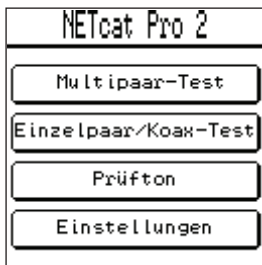 NETcat Pro 2
Multipaar-Test
Einzelpaar/Koax-Test
Prüfton
Einstellungen